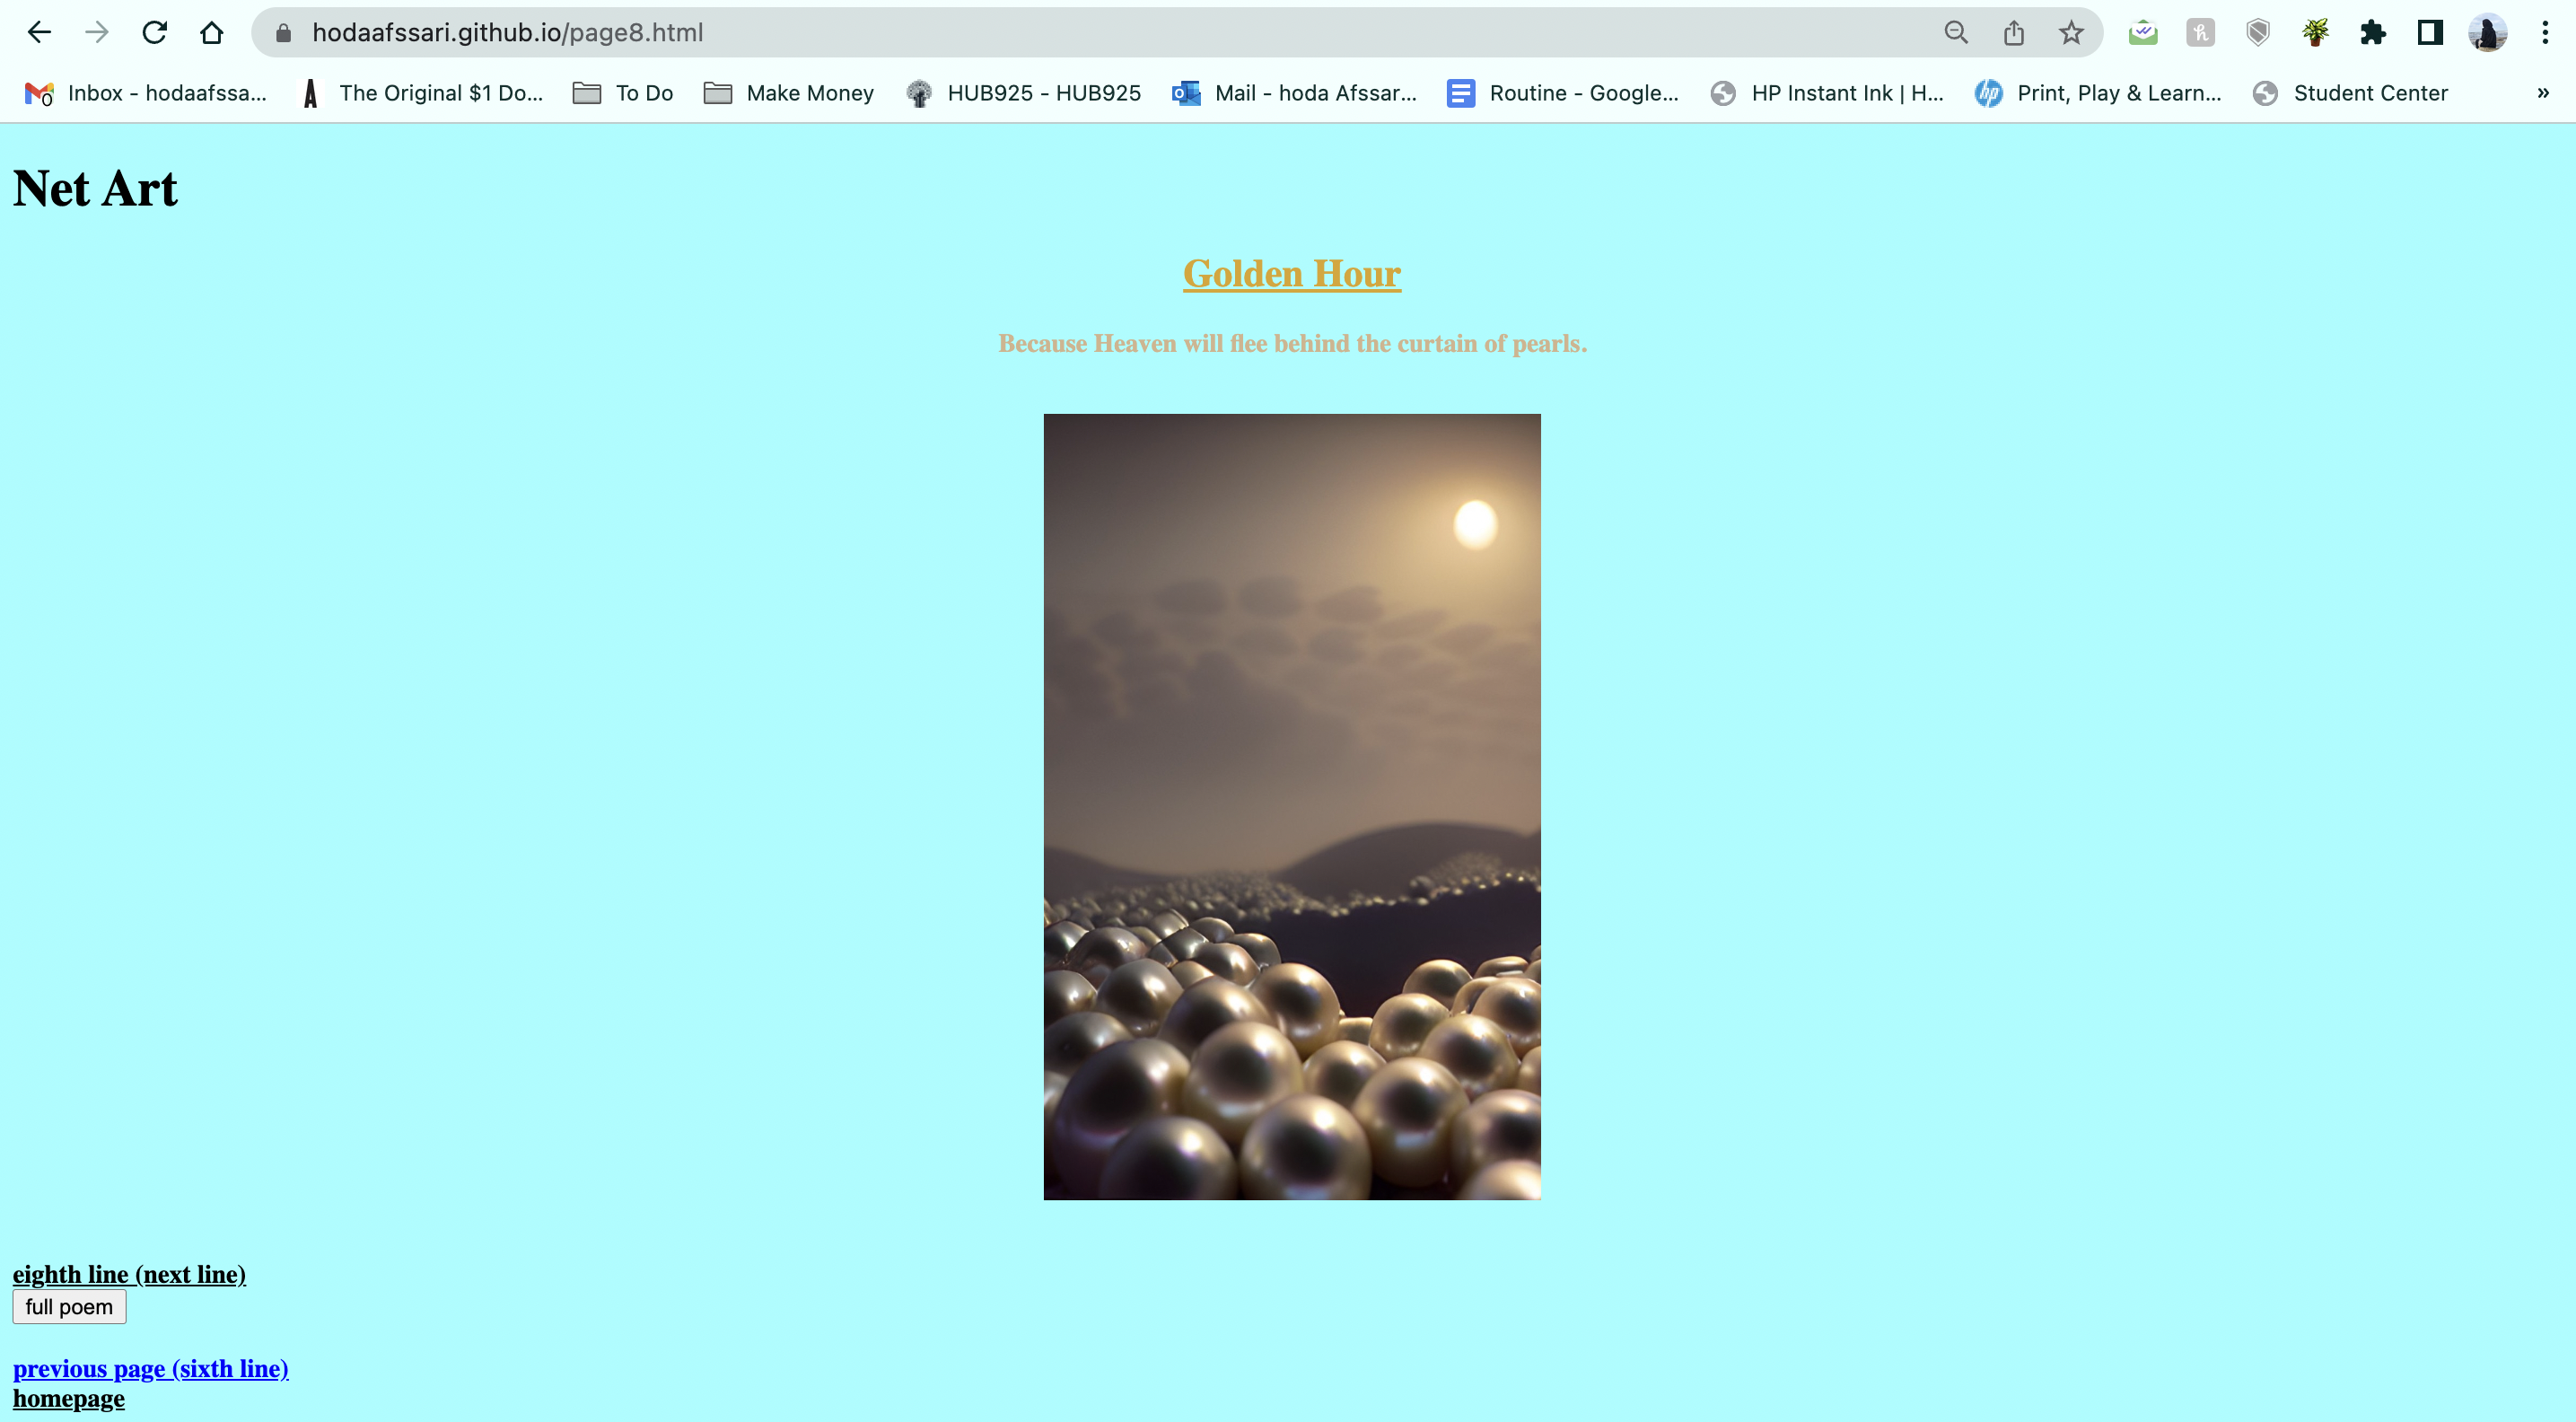 hodaafssari.github.io/page8.html
Inbox - hodaafssa... The Original $1 Do... To Do Make Money HUB925 - HUB925 Mail - hoda Afssar... Routine - Google... HP Instant Ink | H... Print, Play & Learn... Student Center »
Net Art
Golden Hour
Because Heaven will flee behind the curtain of pearls.
eighth line (next line)
full poem
previous page (sixth line)
homepage